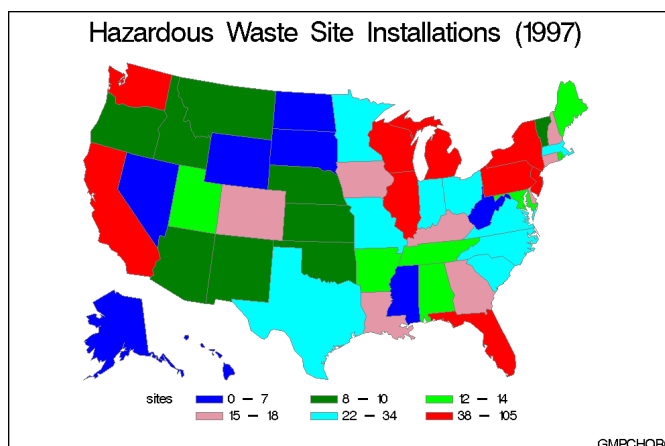 Hazardous Waste Site Installations (1997)
sites 0 – 7 8 – 10 12 – 14
15 – 18 22 – 34 38 – 105